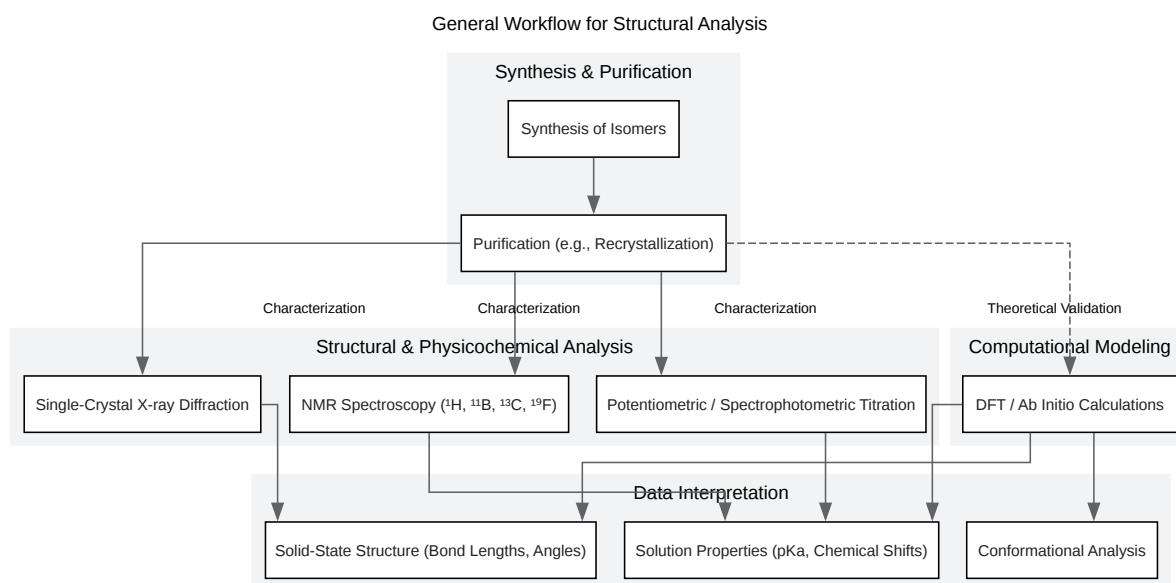 General Workflow for Structural Analysis
Synthesis & Purification
Synthesis of Isomers
Purification (e.g., Recrystallization)
Characterization
Characterization
Characterization
Theoretical Validation
Structural & Physicochemical Analysis
Computational Modeling
Single-Crystal X-ray Diffraction
NMR Spectroscopy (¹H, ¹¹B, ¹³C, ¹⁹F)
Potentiometric / Spectrophotometric Titration
DFT / Ab Initio Calculations
Data Interpretation
Solid-State Structure (Bond Lengths, Angles)
Solution Properties (pKa, Chemical Shifts)
Conformational Analysis